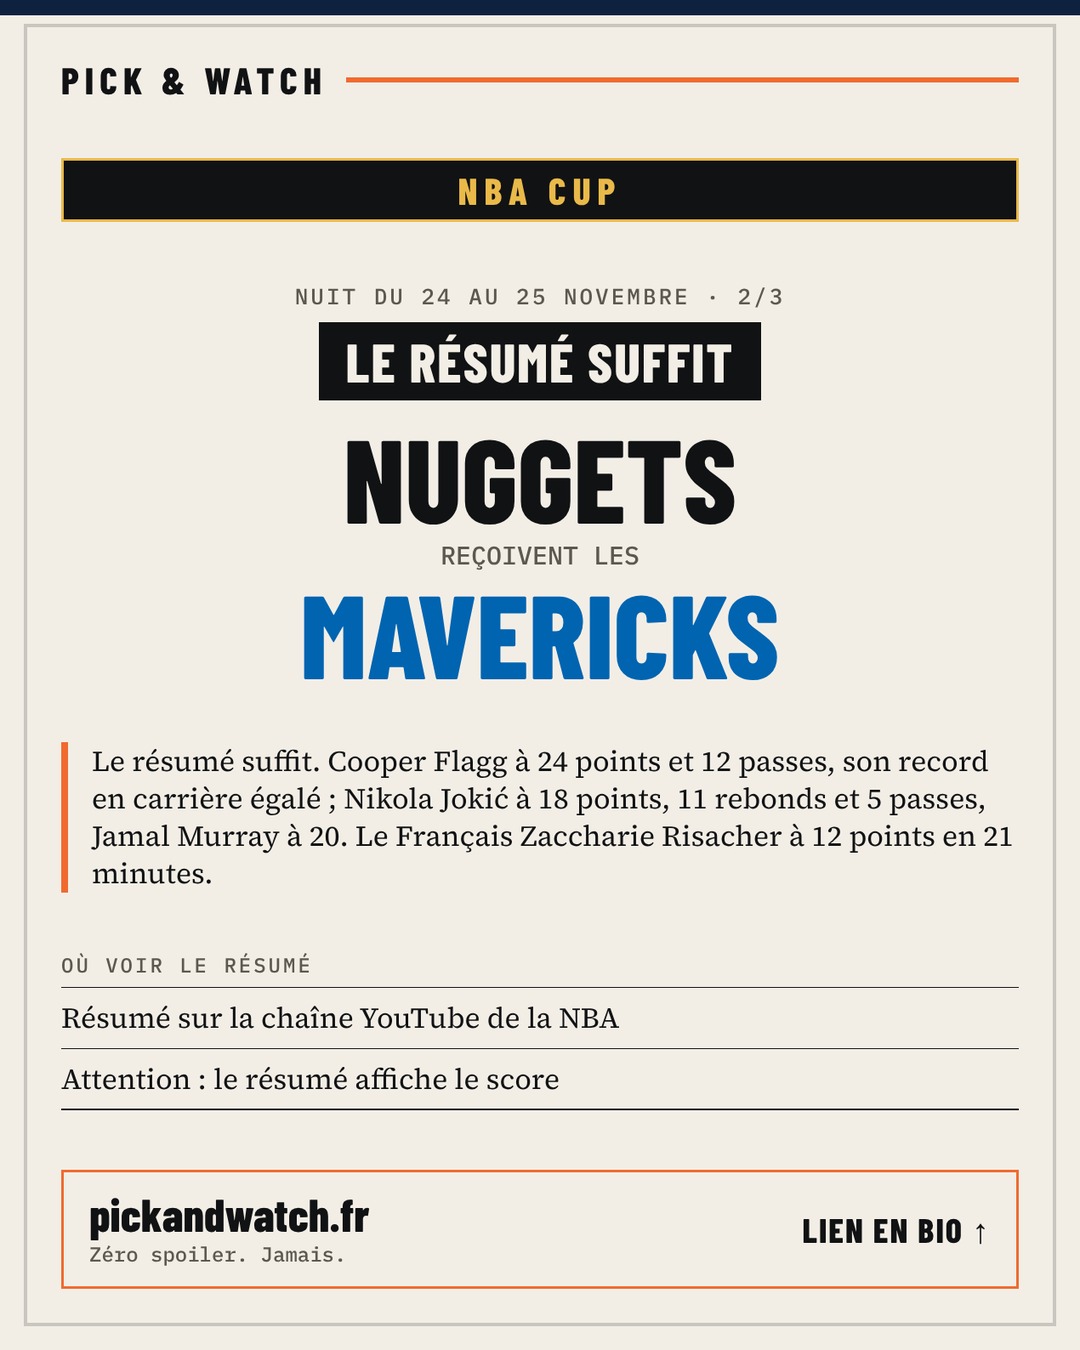 PICK & WATCH
NBA CUP
NUIT DU 24 AU 25 NOVEMBRE · 2/3
LE RÉSUMÉ SUFFIT
NUGGETS
REÇOIVENT LES
MAVERICKS
Le résumé suffit. Cooper Flagg à 24 points et 12 passes, son record
en carrière égalé ; Nikola Jokić à 18 points, 11 rebonds et 5 passes,
Jamal Murray à 20. Le Français Zaccharie Risacher à 12 points en 21
minutes.
OÙ VOIR LE RÉSUMÉ
Résumé sur la chaîne YouTube de la NBA
Attention : le résumé affiche le score
pickandwatch.fr
Zéro spoiler. Jamais.
LIEN EN BIO ↑